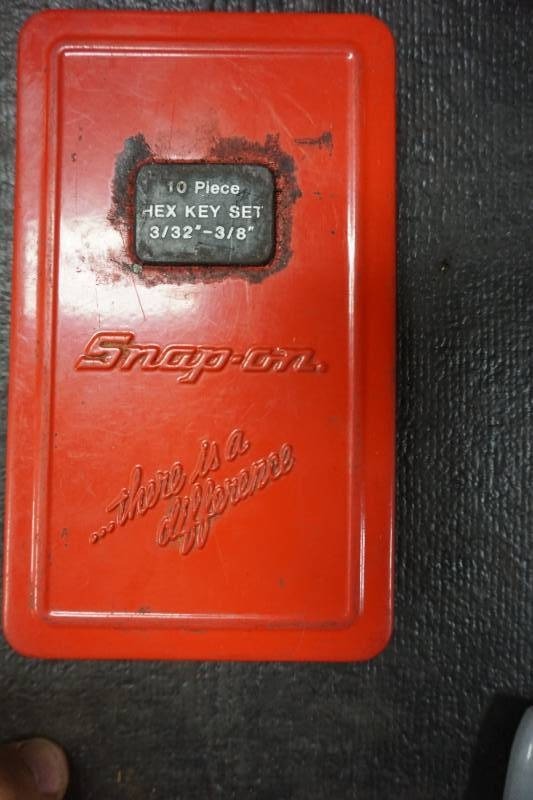 10 Piece
HEX KEY SET
3/32"-3/8"
Snap-on
...there is a
difference